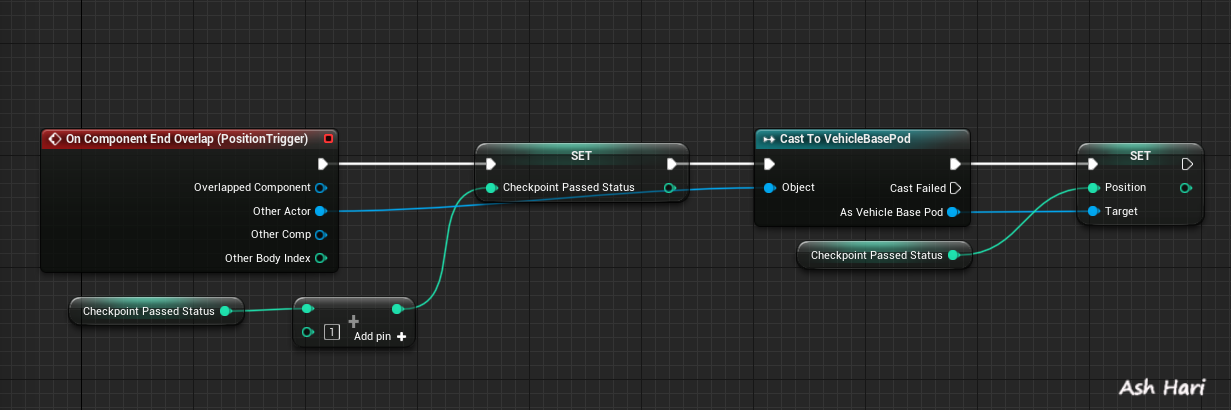 On Component End Overlap (PositionTrigger)
Overlapped Component
Other Actor
Other Comp
Other Body Index
Checkpoint Passed Status
1
Add pin
SET
Checkpoint Passed Status
Cast To VehicleBasePod
Object
Cast Failed
As Vehicle Base Pod
Checkpoint Passed Status
SET
Position
Target
Ash Hari